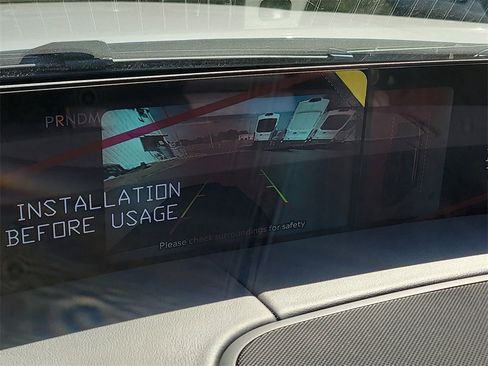 PRNDM
INSTALLATION
BEFORE USAGE
Please check surroundings for safety